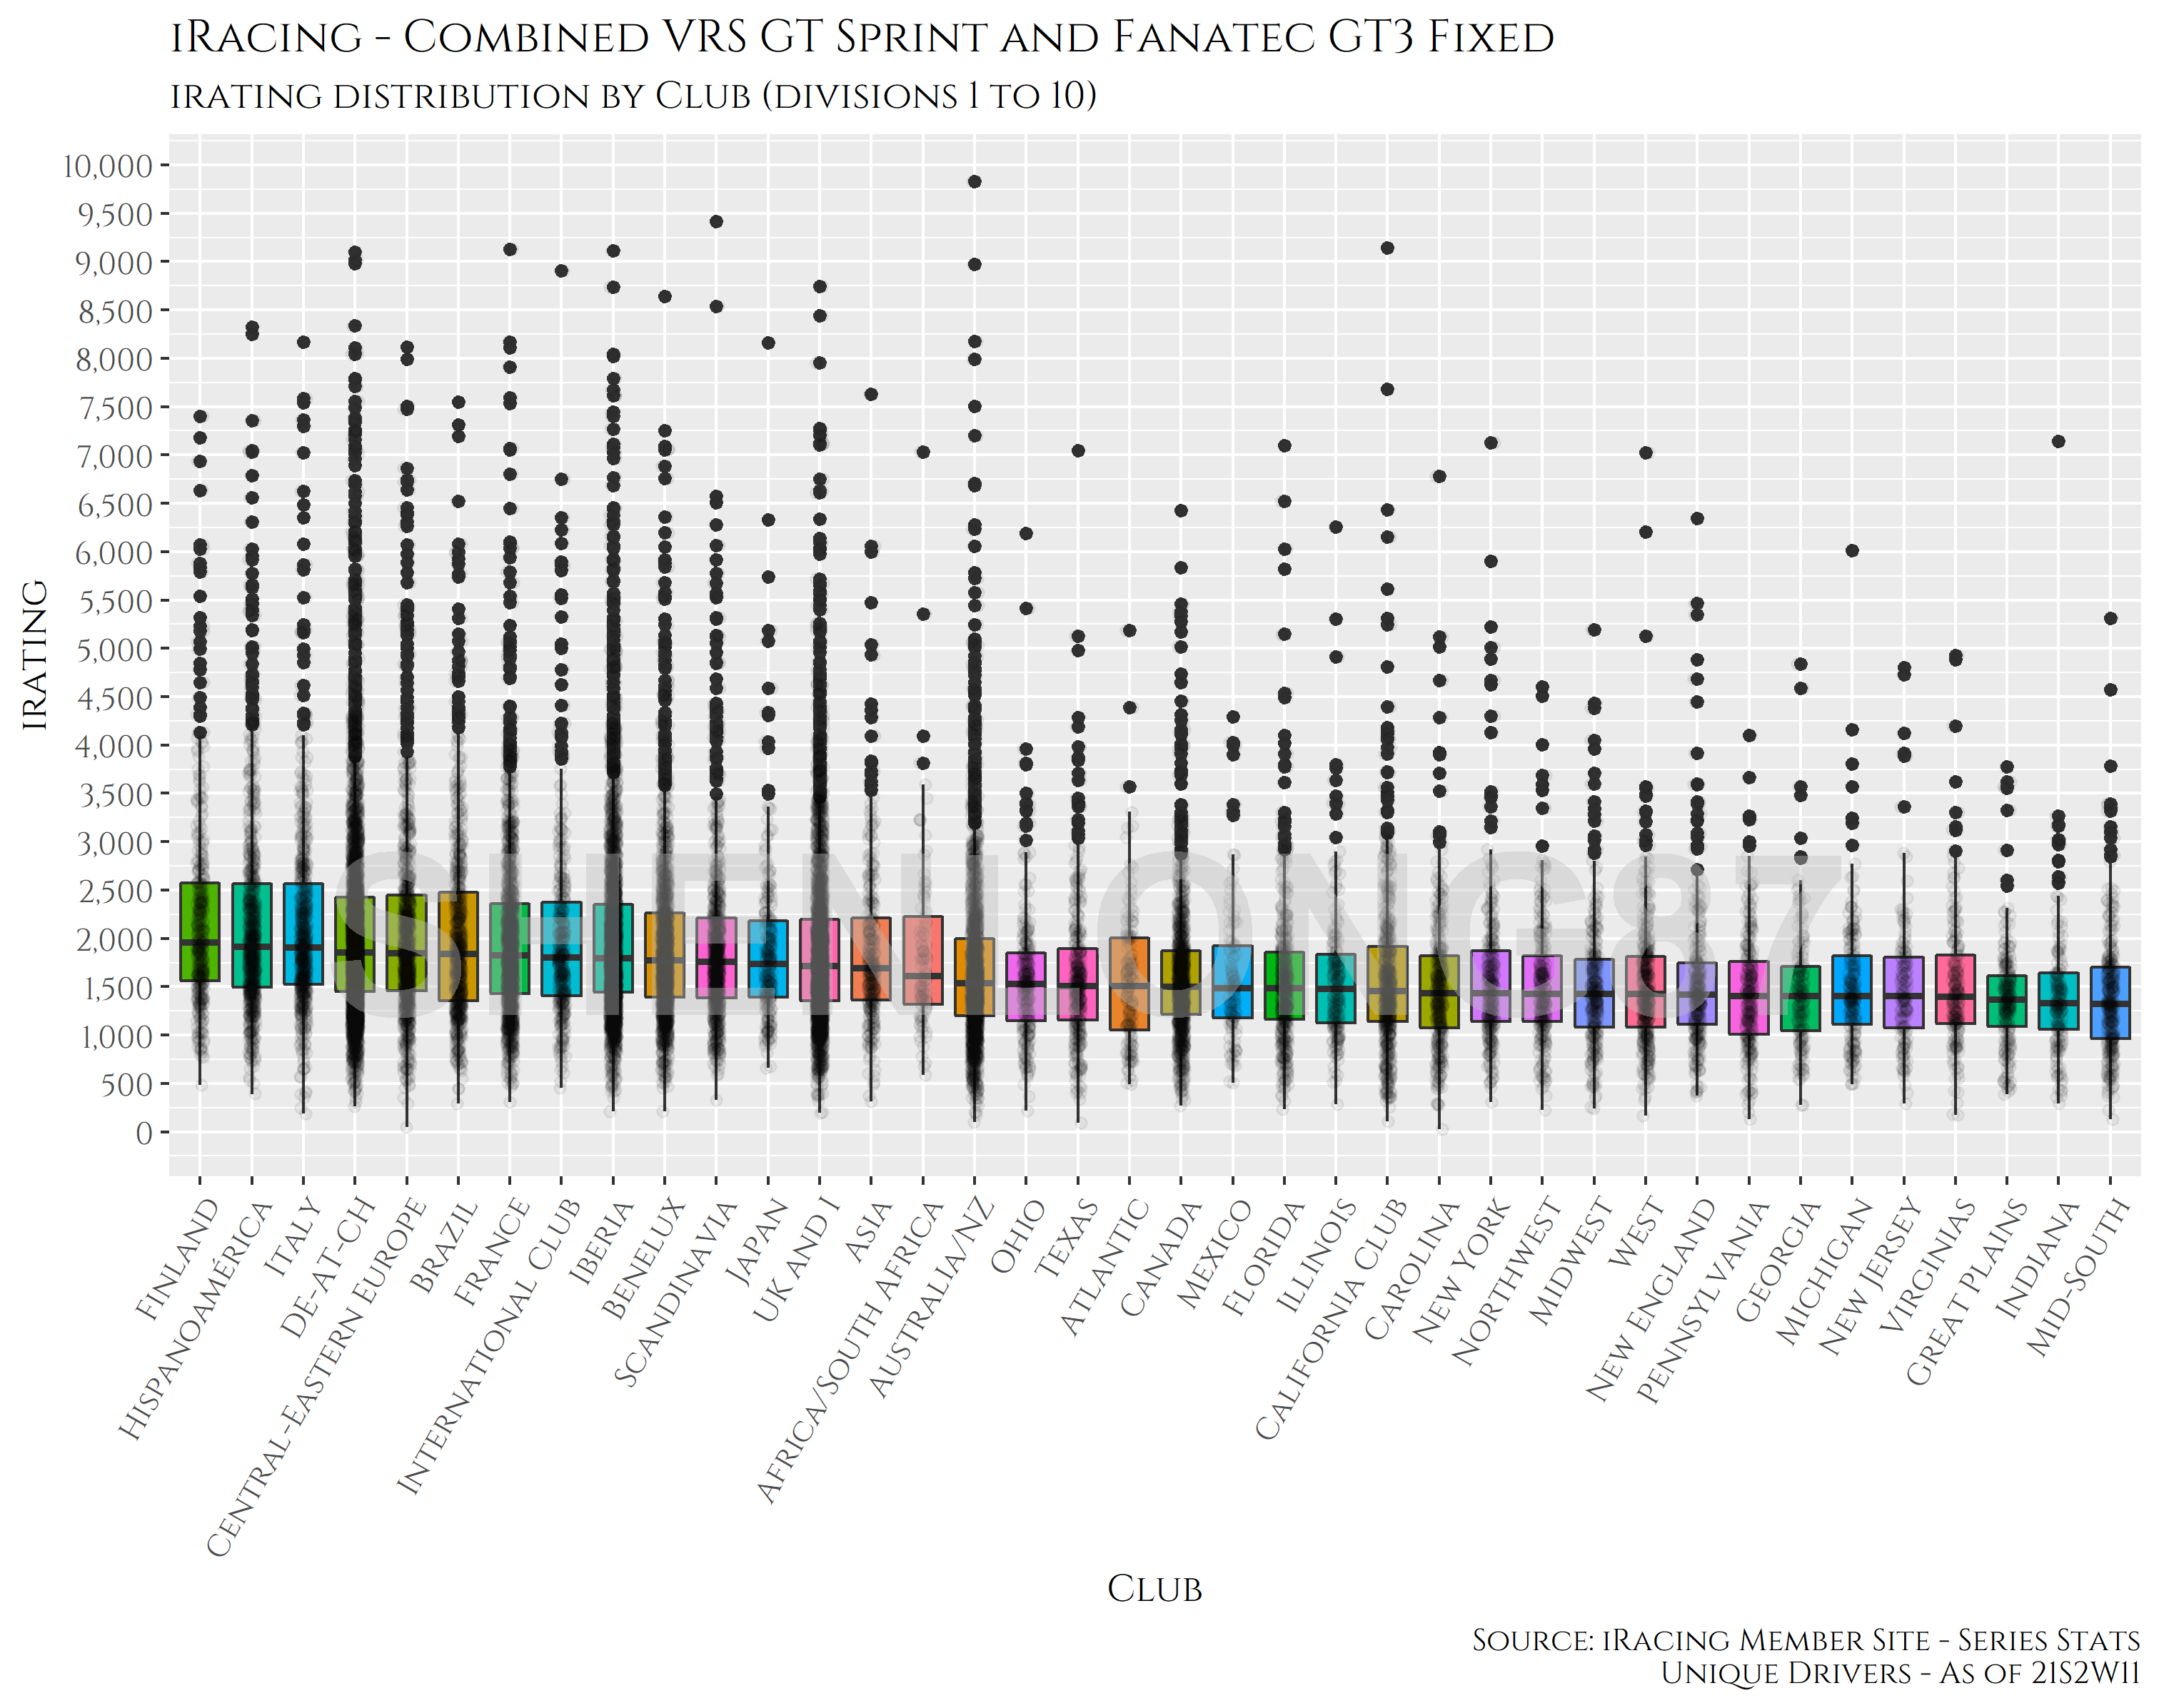 iRacing - Combined VRS GT Sprint and Fanatec GT3 Fixed
irating distribution by Club (divisions 1 to 10)
10,000
9,500
9,000
8,500
8,000
7,500
7,000
6,500
6,000
5,500
5,000
4,500
4,000
3,500
3,000
2,500
2,000
1,500
1,000
500
0
irating
SHENLONG87
Finland
Hispanoamérica
Italy
DE-AT-CH
Central-Eastern Europe
Brazil
France
International Club
Iberia
Benelux
Scandinavia
Japan
UK and I
Asia
Africa/South Africa
Australia/NZ
Ohio
Texas
Atlantic
Canada
Mexico
Florida
Illinois
California Club
Carolina
New York
Northwest
Midwest
West
New England
Pennsylvania
Georgia
Michigan
New Jersey
Virginias
Great Plains
Indiana
Mid-South
Club
Source: iRacing Member Site - Series Stats
Unique Drivers - As of 21S2W11